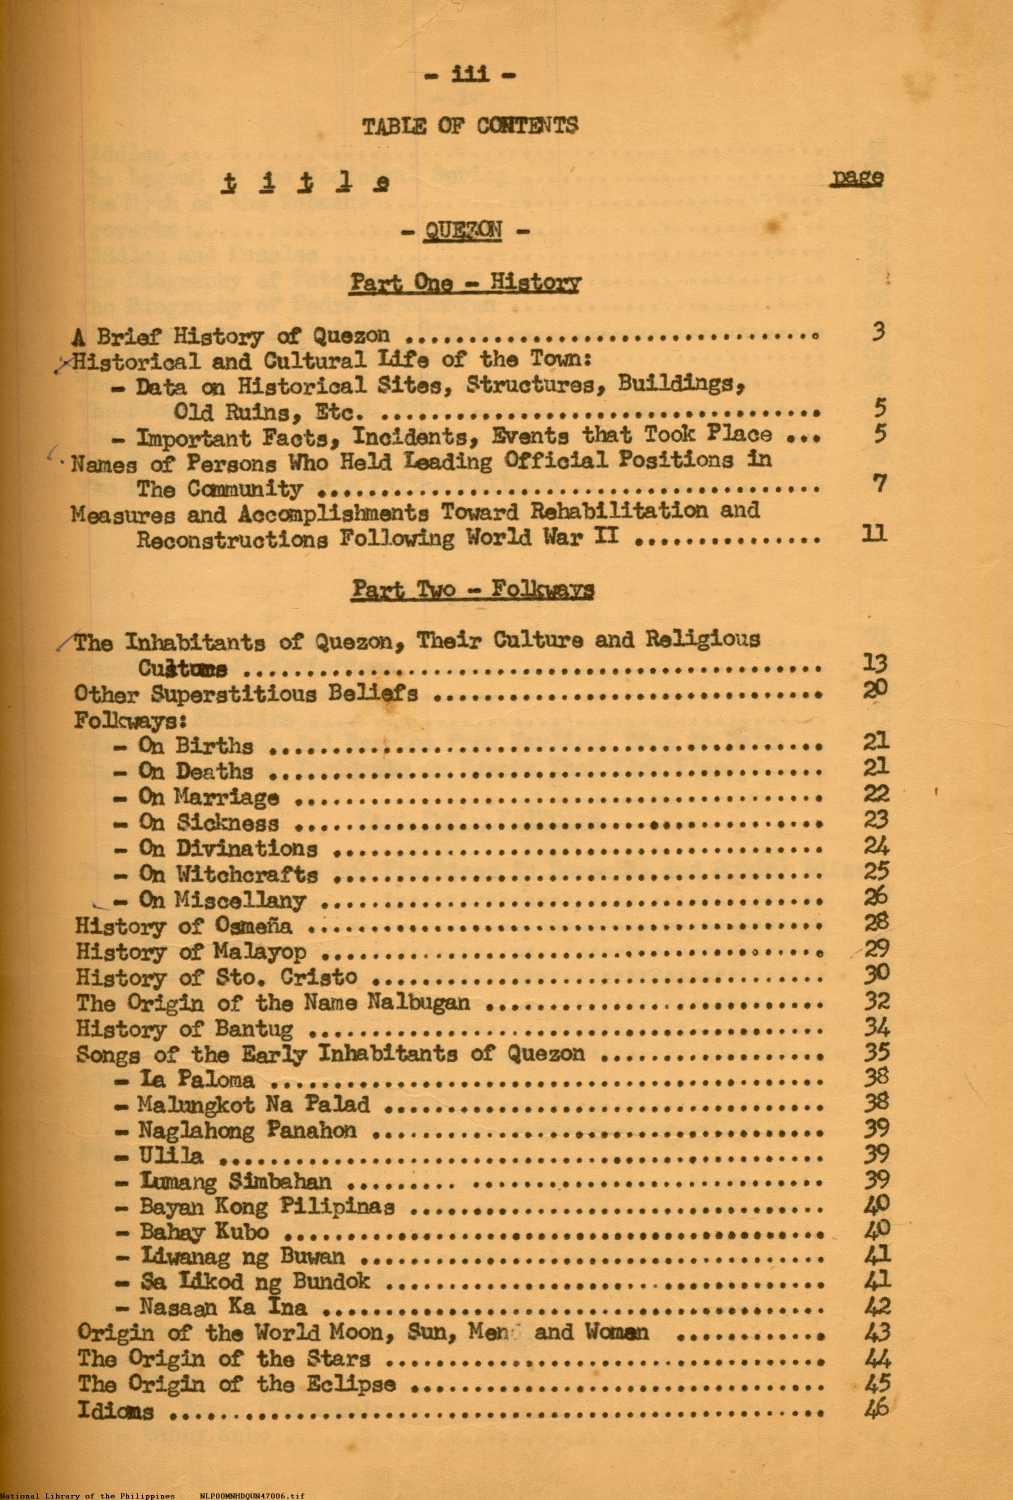 - iii -
TABLE OF CONTENTS
t i t l e page
- QUEZON -
Part One - History
A Brief History of Quezon ................................. 3
Historical and Cultural Life of the Town:
- Data on Historical Sites, Structures, Buildings,
Old Ruins, Etc. ................................... 5
- Important Facts, Incidents, Events that Took Place ... 5
Names of Persons Who Held Leading Official Positions in
The Community ........................................ 7
Measures and Accomplishments Toward Rehabilitation and
Reconstructions Following World War II ............... 11
Part Two - Folkways
The Inhabitants of Quezon, Their Culture and Religious
Customs .............................................. 13
Other Superstitious Beliefs ............................... 20
Folkways:
- On Births ............................................ 21
- On Deaths ............................................ 21
- On Marriage .......................................... 22
- On Sickness .......................................... 23
- On Divinations ....................................... 24
- On Witchcrafts ....................................... 25
- On Miscellany ........................................ 26
History of Osmeña ......................................... 28
History of Malayop ........................................ 29
History of Sto. Cristo .................................... 30
The Origin of the Name Nalbugan ........................... 32
History of Bantug ......................................... 34
Songs of the Early Inhabitants of Quezon .................. 35
- La Paloma ............................................ 38
- Malungkot Na Palad ................................... 38
- Naglahong Panahon .................................... 39
- Ulila ................................................ 39
- Lumang Simbahan ......... ............................ 39
- Bayan Kong Pilipinas ................................. 40
- Bahay Kubo ........................................... 40
- Liwanag ng Buwan ..................................... 41
- Sa Likod ng Bundok ................................... 41
- Nasaan Ka Ina ........................................ 42
Origin of the World Moon, Sun, Men and Women ............ 43
The Origin of the Stars ................................... 44
The Origin of the Eclipse ................................. 45
Idioms .................................................... 46
National Library of the Philippines NLPOOMNHDQUN47006.tif